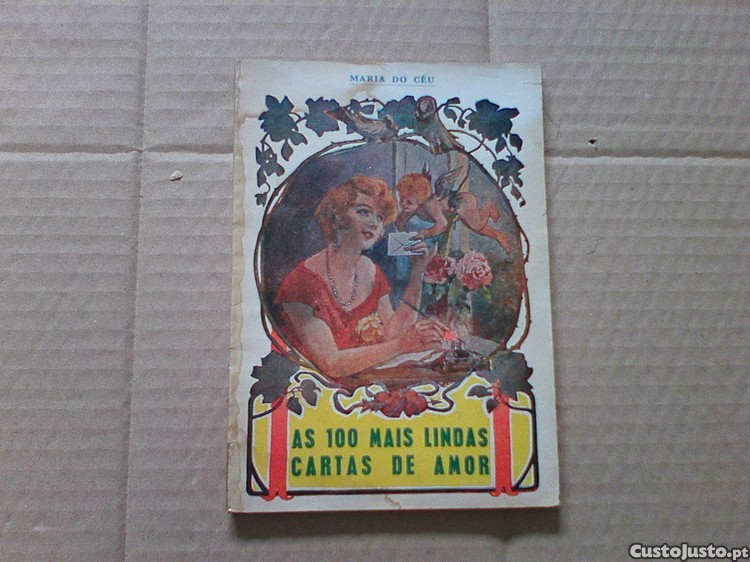 MARIA DO CÉU
AS 100 MAIS LINDAS
CARTAS DE AMOR
CustoJusto.pt